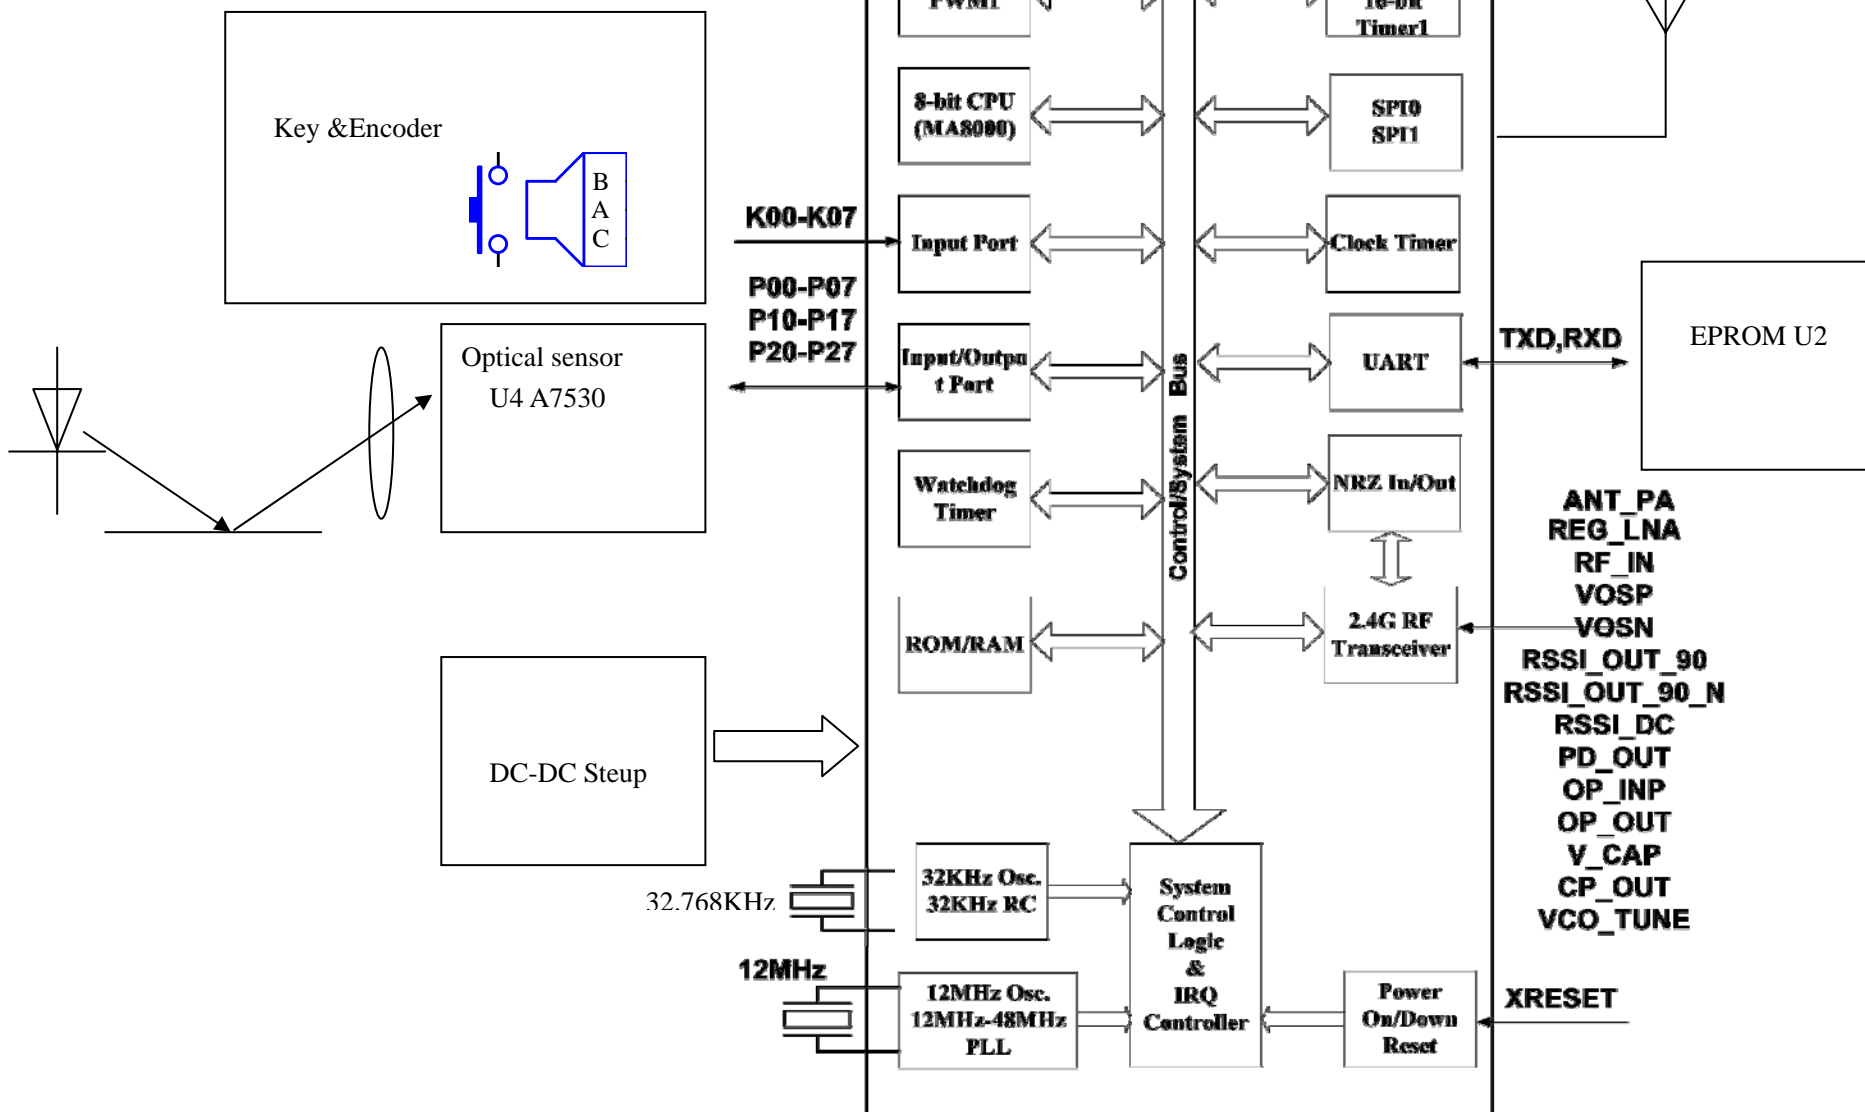 PWM1
16-bit
Timer1
Key &Encoder
B
A
C
8-bit CPU
(MA8000)
SPI0
SPI1
K00-K07
Input Port
Clock Timer
P00-P07
P10-P17
P20-P27
Optical sensor
U4 A7530
Input/Outpu
t Port
Control/System Bus
UART
TXD,RXD
EPROM U2
Watchdog
Timer
NRZ In/Out
ROM/RAM
2.4G RF
Transceiver
ANT_PA
REG_LNA
RF_IN
VOSP
VOSN
RSSI_OUT_90
RSSI_OUT_90_N
RSSI_DC
PD_OUT
OP_INP
OP_OUT
V_CAP
CP_OUT
VCO_TUNE
DC-DC Steup
32.768KHz
32KHz Osc.
32KHz RC
System
Control
Logic
&
IRQ
Controller
12MHz
12MHz Osc.
12MHz-48MHz
PLL
Power
On/Down
Reset
XRESET